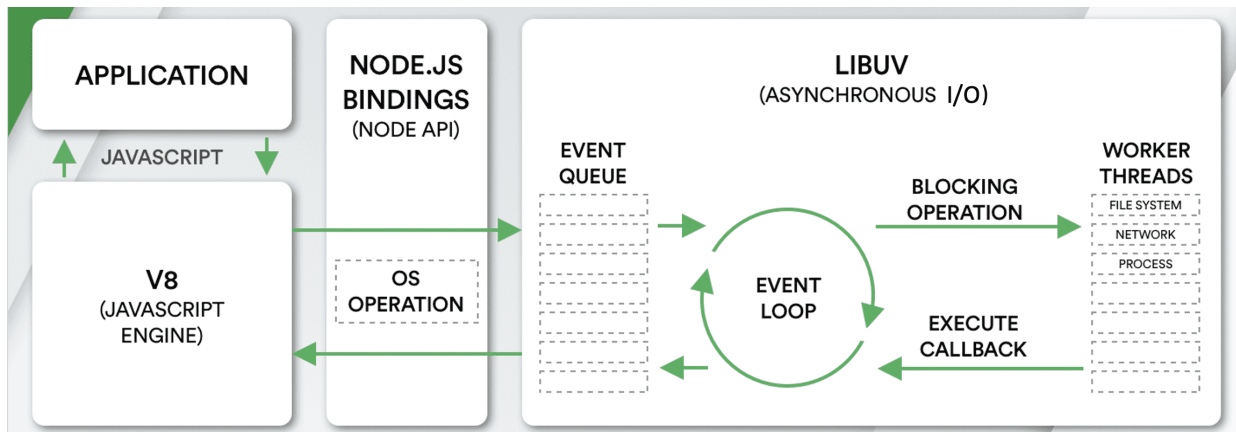 APPLICATION
JAVASCRIPT
V8
(JAVASCRIPT
ENGINE)
NODE.JS
BINDINGS
(NODE API)
OS
OPERATION
LIBUV
(ASYNCHRONOUS I/O)
EVENT
QUEUE
EVENT
LOOP
BLOCKING
OPERATION
EXECUTE
CALLBACK
WORKER
THREADS
FILE SYSTEM
NETWORK
PROCESS